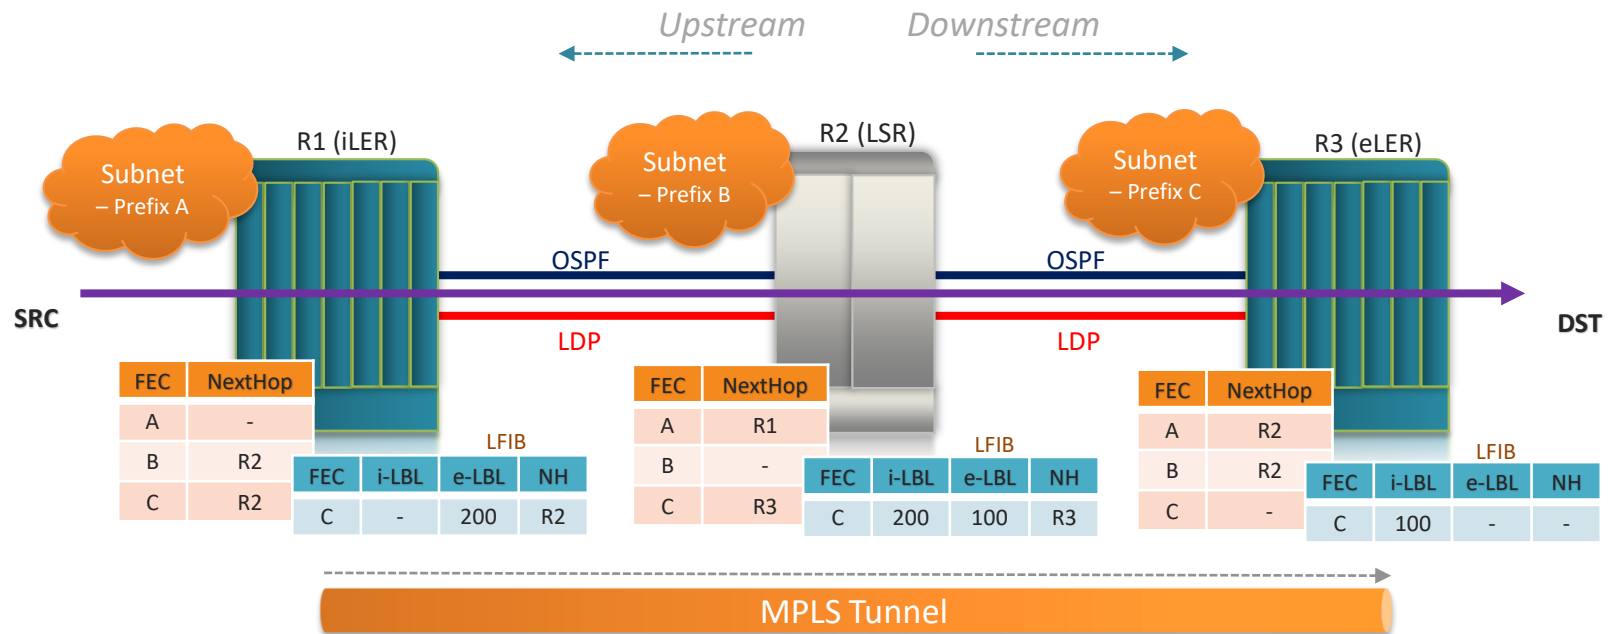 Upstream
Downstream
R1 (iLER)
R2 (LSR)
R3 (eLER)
Subnet
– Prefix A
Subnet
– Prefix B
Subnet
– Prefix C
OSPF
OSPF
SRC
DST
LDP
LDP
FEC NextHop
A -
B R2
C R2
LFIB
FEC i-LBL e-LBL NH
C - 200 R2
FEC NextHop
A R1
B -
C R3
LFIB
FEC i-LBL e-LBL NH
C 200 100 R3
FEC NextHop
A R2
B R2
C -
LFIB
FEC i-LBL e-LBL NH
C 100 - -
MPLS Tunnel